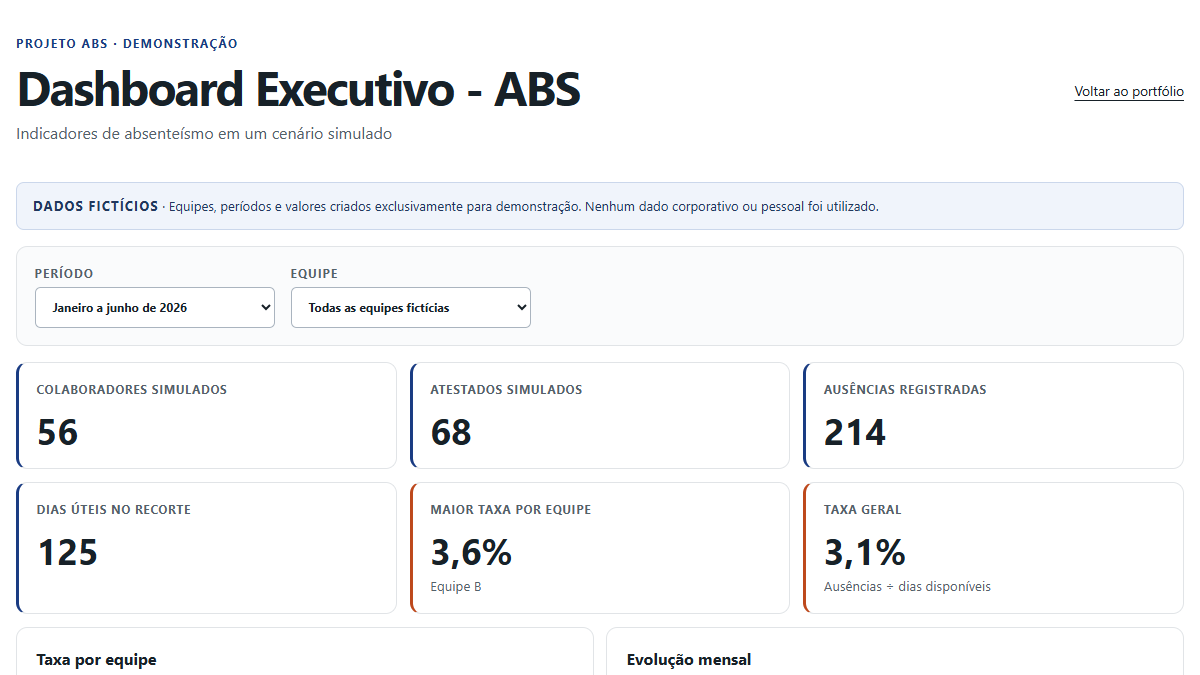 PROJETO ABS · DEMONSTRAÇÃO
Dashboard Executivo - ABS
Voltar ao portfólio
Indicadores de absenteísmo em um cenário simulado
DADOS FICTÍCIOS · Equipes, períodos e valores criados exclusivamente para demonstração. Nenhum dado corporativo ou pessoal foi utilizado.
PERÍODO
Janeiro a junho de 2026
EQUIPE
Todas as equipes fictícias
COLABORADORES SIMULADOS
56
ATESTADOS SIMULADOS
68
AUSÊNCIAS REGISTRADAS
214
DIAS ÚTEIS NO RECORTE
125
MAIOR TAXA POR EQUIPE
3,6%
Equipe B
TAXA GERAL
3,1%
Ausências ÷ dias disponíveis
Taxa por equipe
Evolução mensal